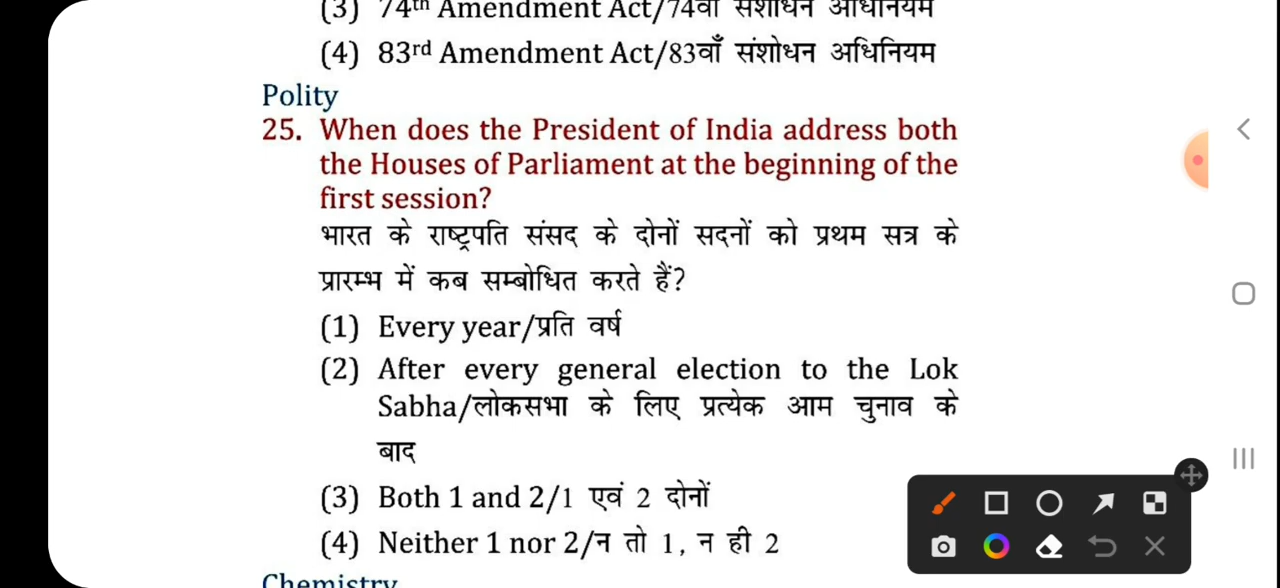 (3) 74th Amendment Act/74वाँ संशोधन अधिनियम
(4) 83rd Amendment Act/83वाँ संशोधन अधिनियम
Polity
25. When does the President of India address both
the Houses of Parliament at the beginning of the
first session?
भारत के राष्ट्रपति संसद के दोनों सदनों को प्रथम सत्र के
प्रारम्भ में कब सम्बोधित करते हैं?
(1) Every year/प्रति वर्ष
(2) After every general election to the Lok
Sabha/लोकसभा के लिए प्रत्येक आम चुनाव के
बाद
(3) Both 1 and 2/1 एवं 2 दोनों
(4) Neither 1 nor 2/न तो 1, न ही 2
Chemistry